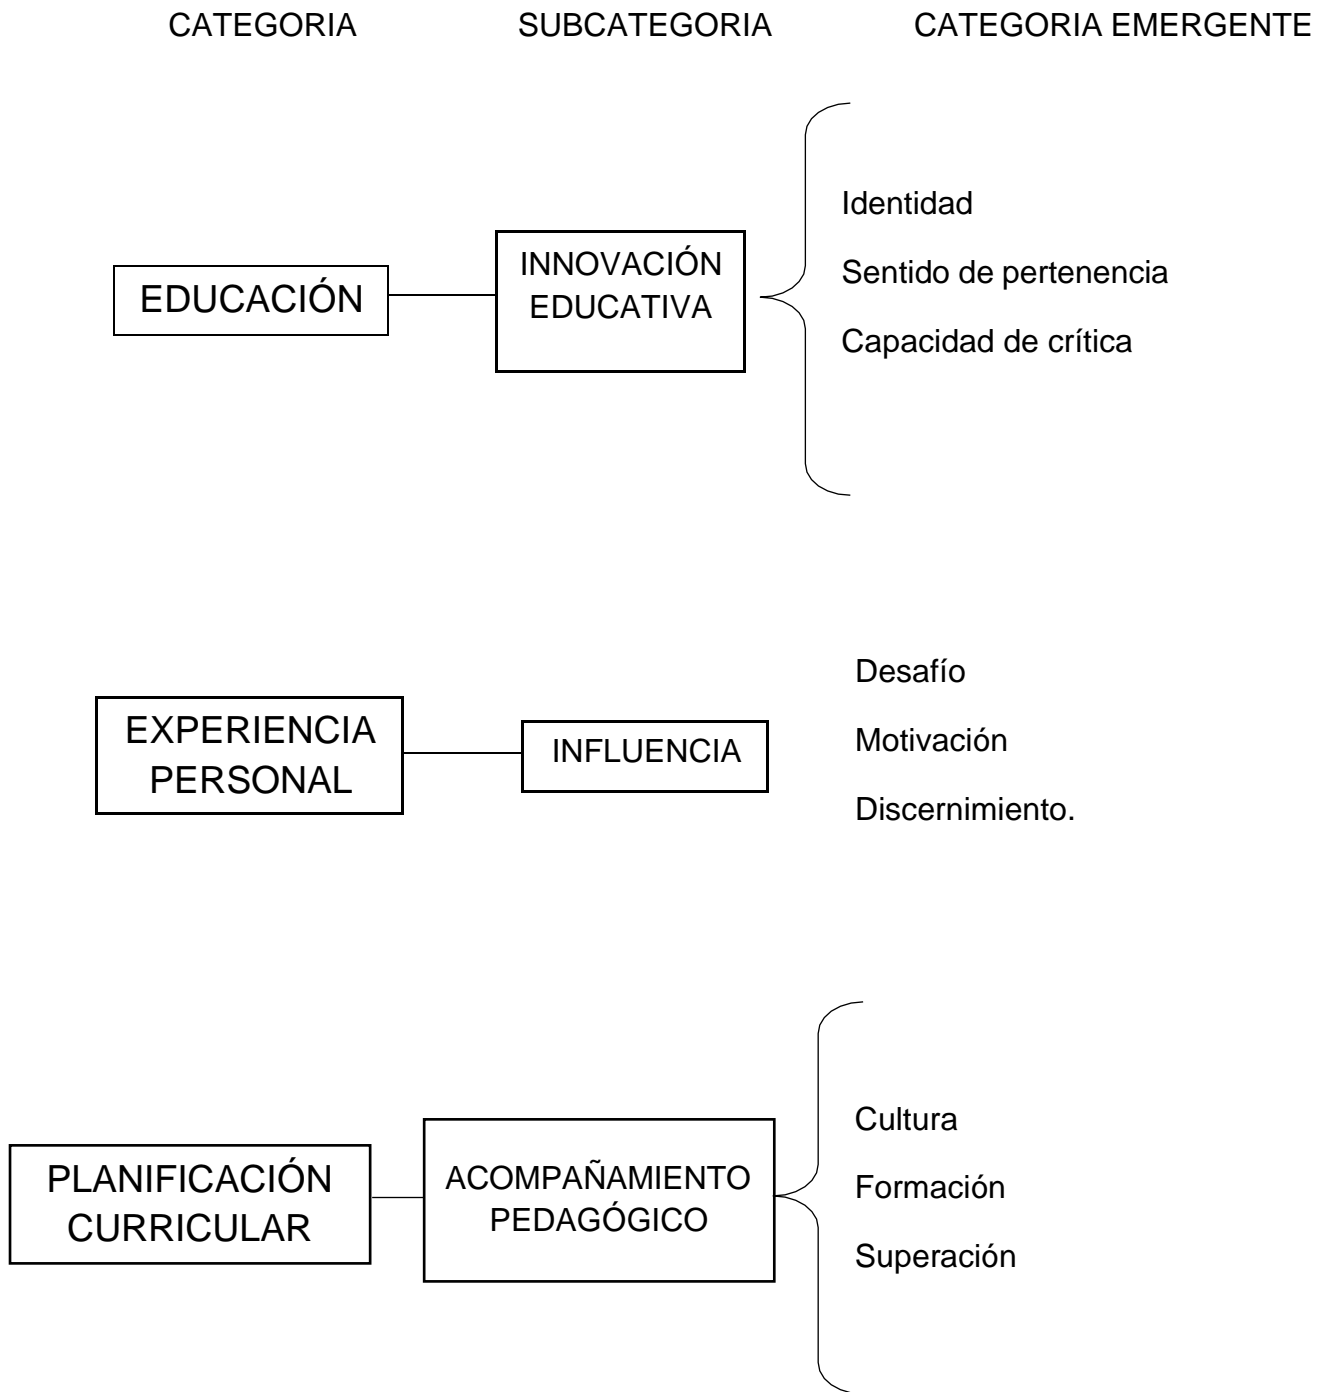 CATEGORIA SUBCATEGORIA CATEGORIA EMERGENTE
EDUCACIÓN
INNOVACIÓN
EDUCATIVA
Identidad
Sentido de pertenencia
Capacidad de crítica
EXPERIENCIA
PERSONAL
INFLUENCIA
Desafío
Motivación
Discernimiento.
PLANIFICACIÓN
CURRICULAR
ACOMPAÑAMIENTO
PEDAGÓGICO
Cultura
Formación
Superación